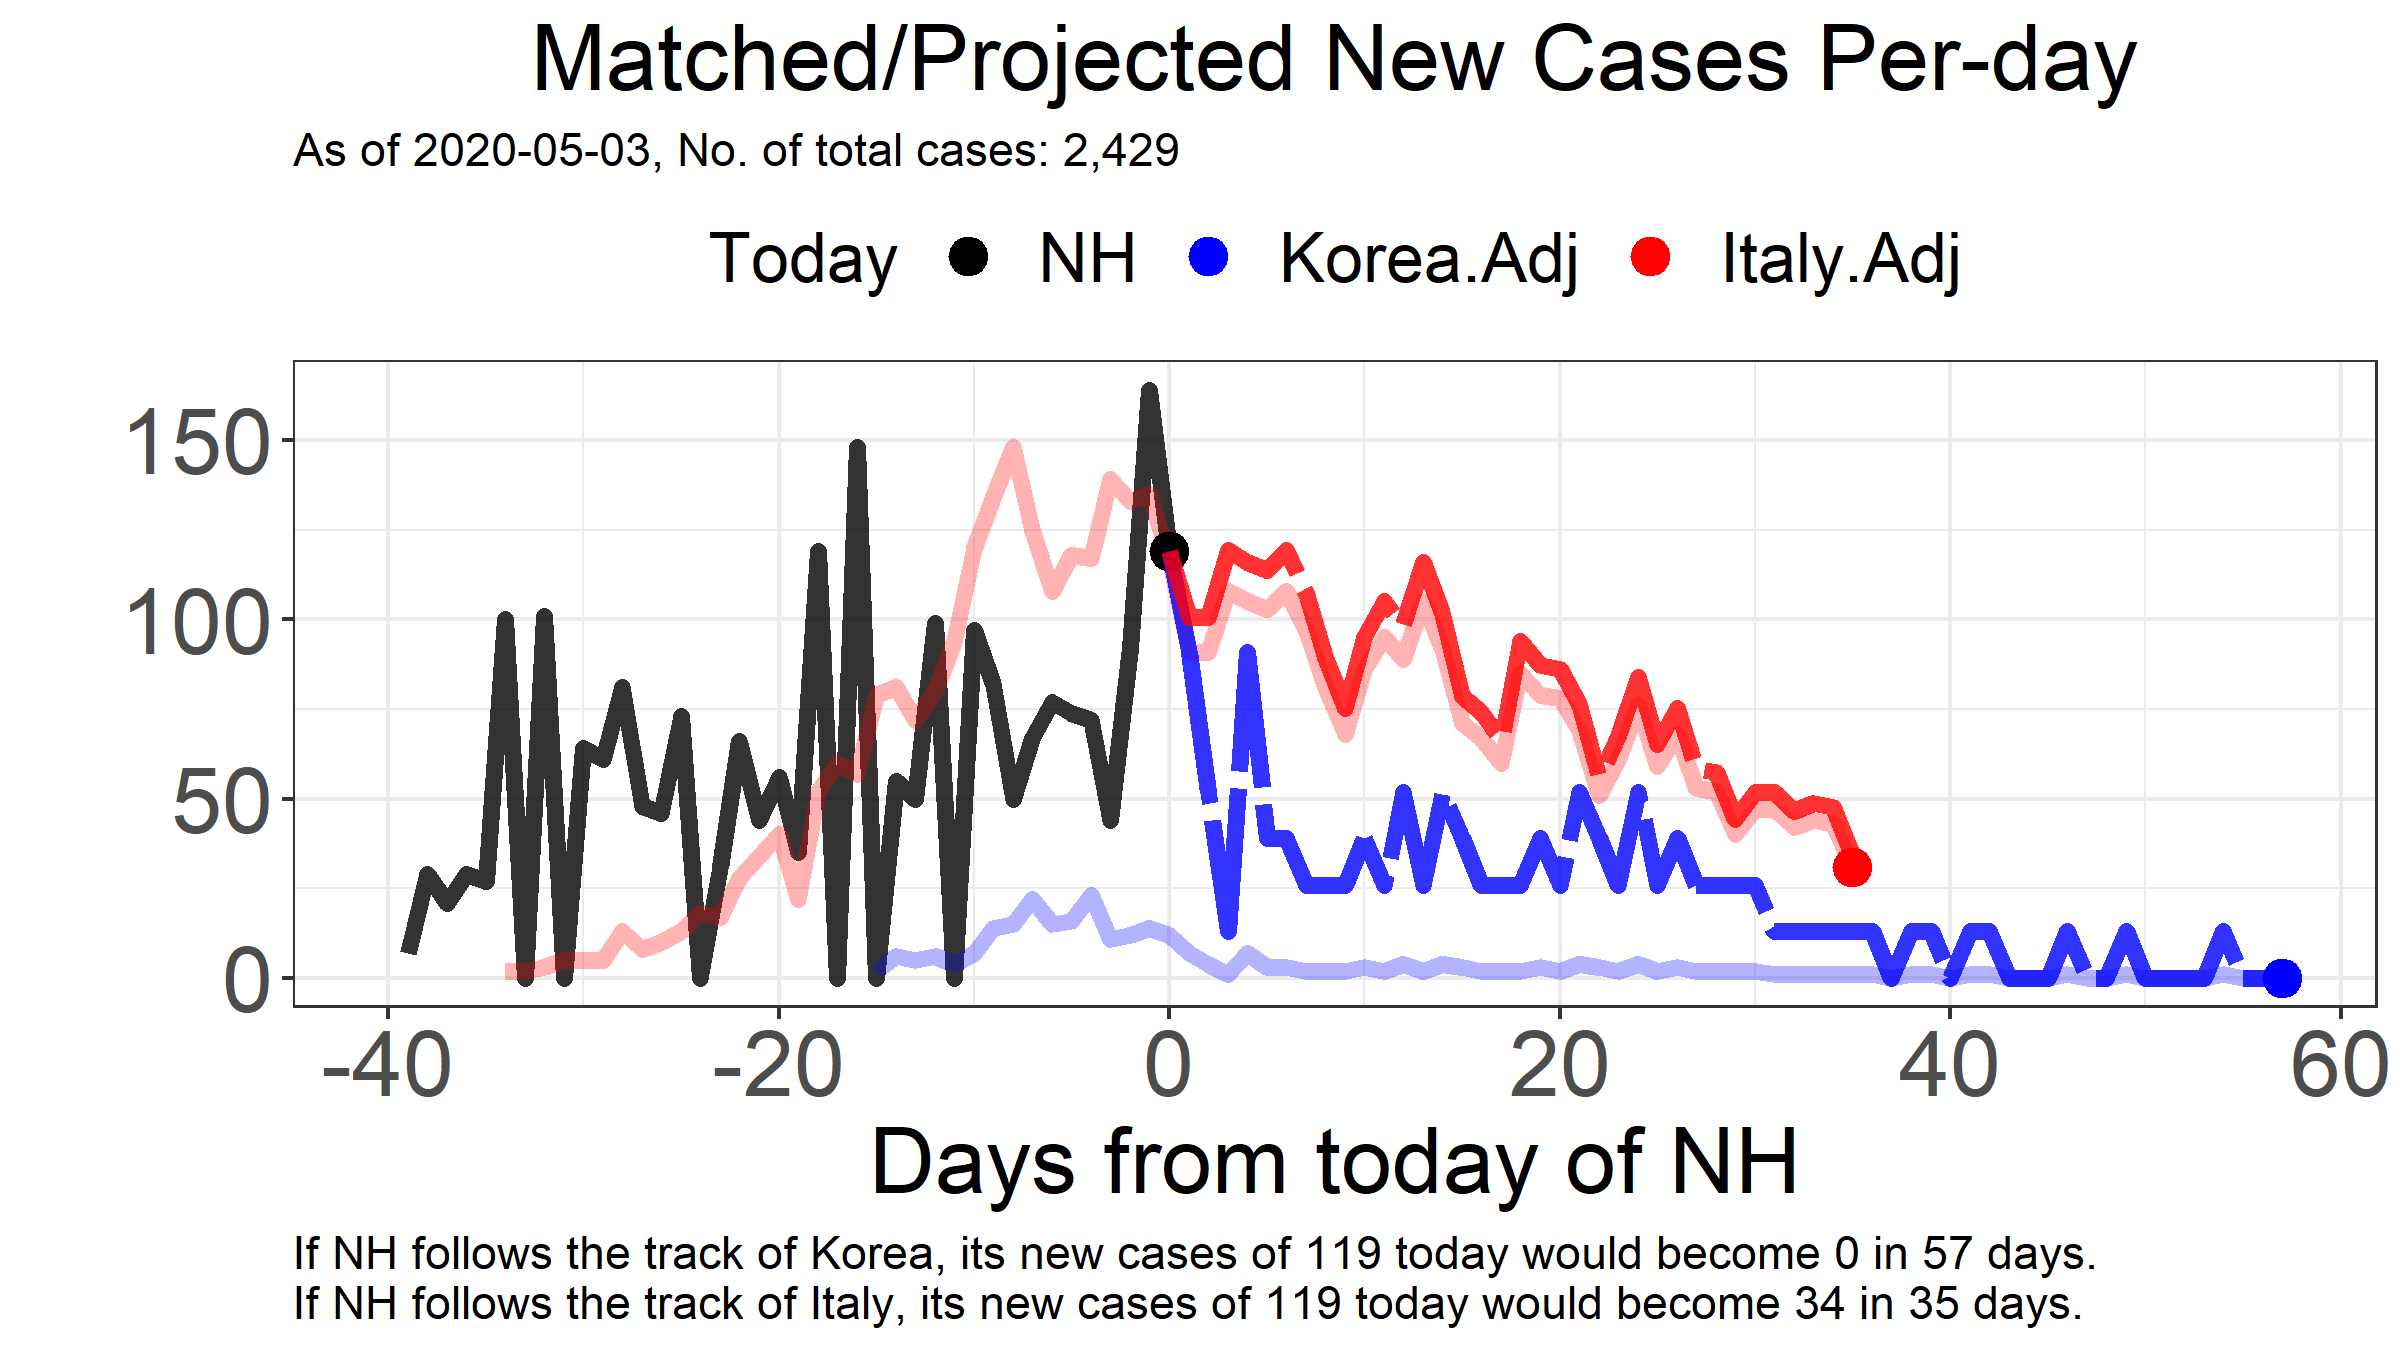 Matched/Projected New Cases Per-day
As of 2020-05-03, No. of total cases: 2,429
Today NH Korea.Adj Italy.Adj
150
100
50
0
-40 -20 0 20 40 60
Days from today of NH
If NH follows the track of Korea, its new cases of 119 today would become 0 in 57 days.
If NH follows the track of Italy, its new cases of 119 today would become 34 in 35 days.